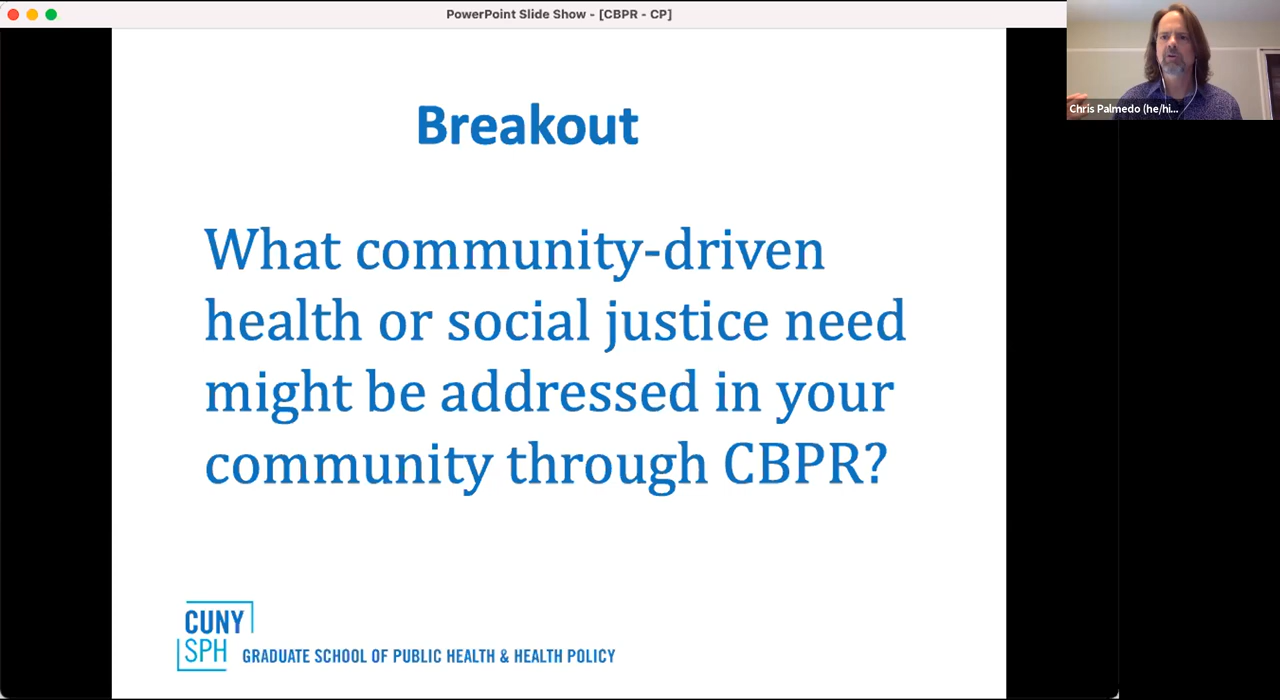 PowerPoint Slide Show - [CBPR - CP]
Chris Palmedo (he/hi...
Breakout
What community-driven
health or social justice need
might be addressed in your
community through CBPR?
CUNY
SPH
GRADUATE SCHOOL OF PUBLIC HEALTH & HEALTH POLICY